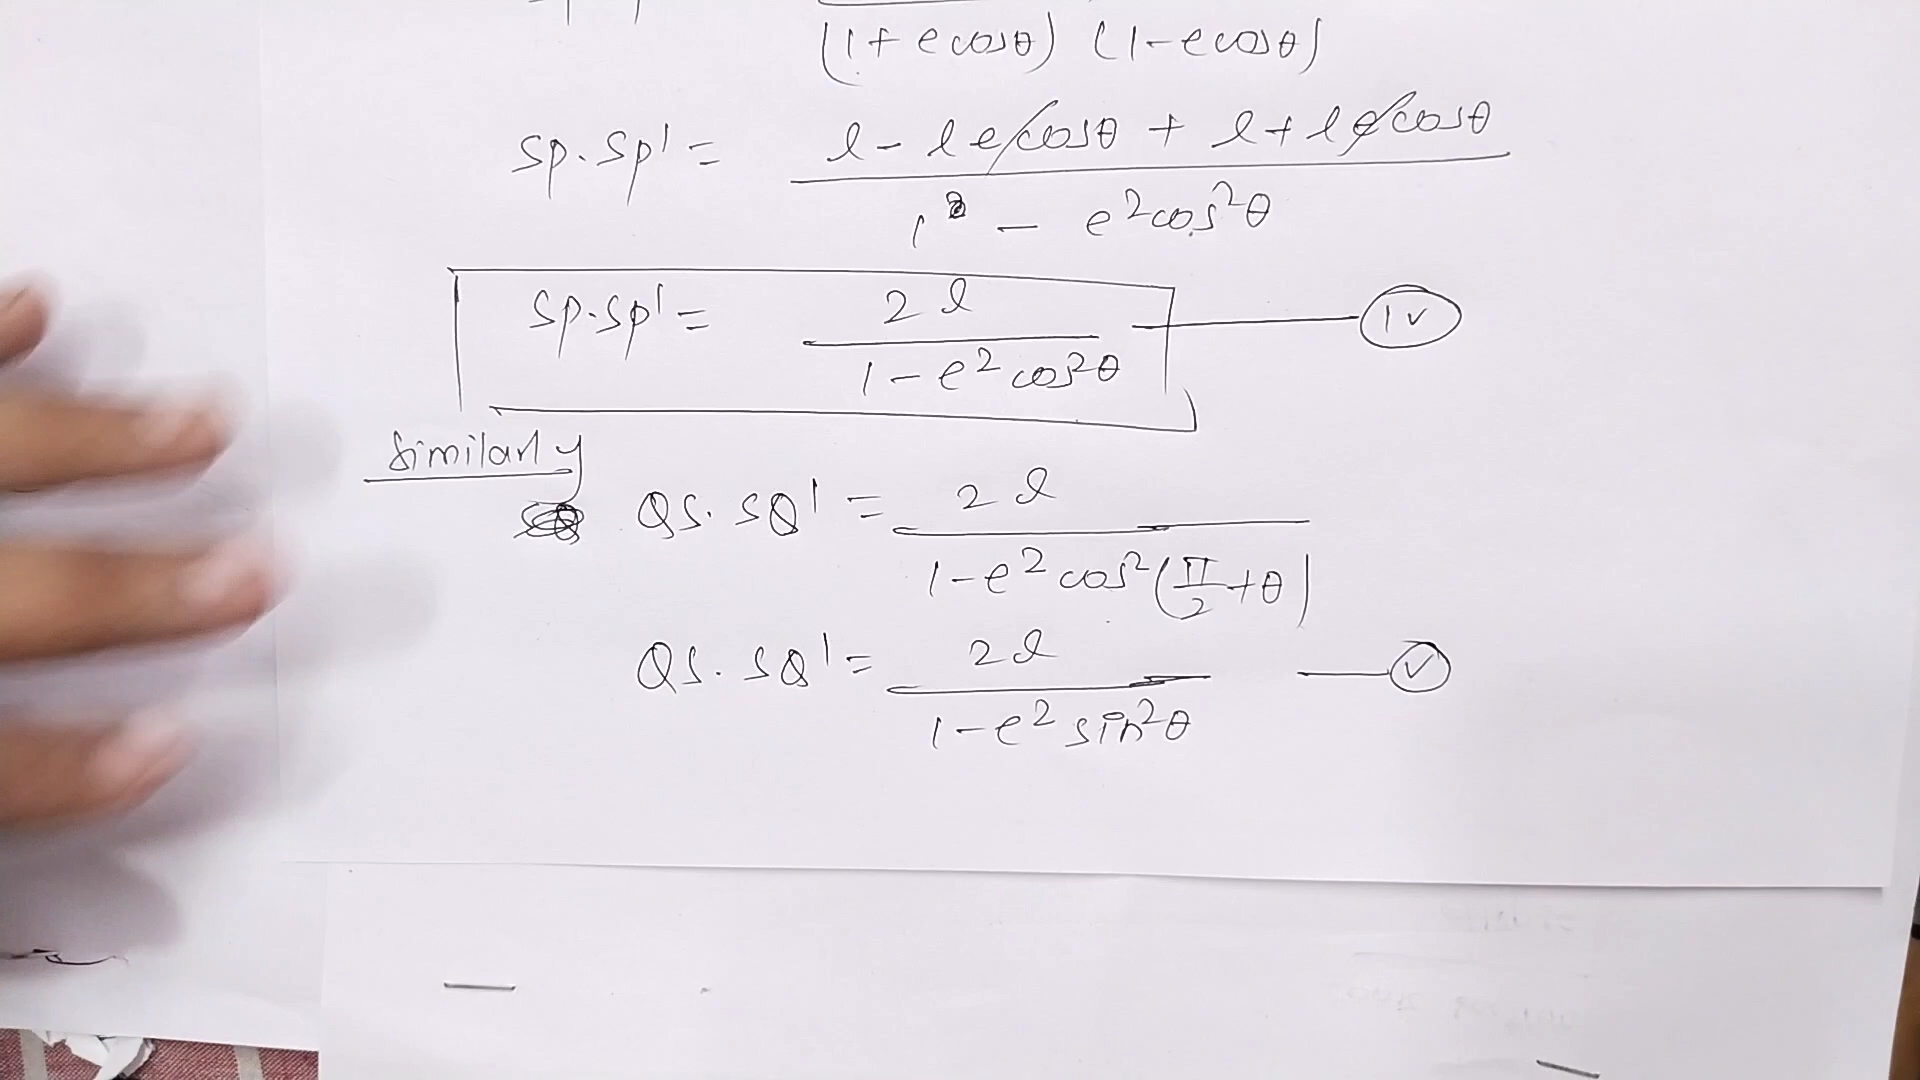 (1+ecosθ) (1-ecosθ)
SP.SP' = l - lecosθ + l + lecosθ
1 - e²cos²θ
SP.SP' = 2l / 1 - e²cos²θ — IV
Similarly
QS.SQ' = 2l / 1 - e²cos²(π/2+θ)
QS.SQ' = 2l / 1 - e²sin²θ — V